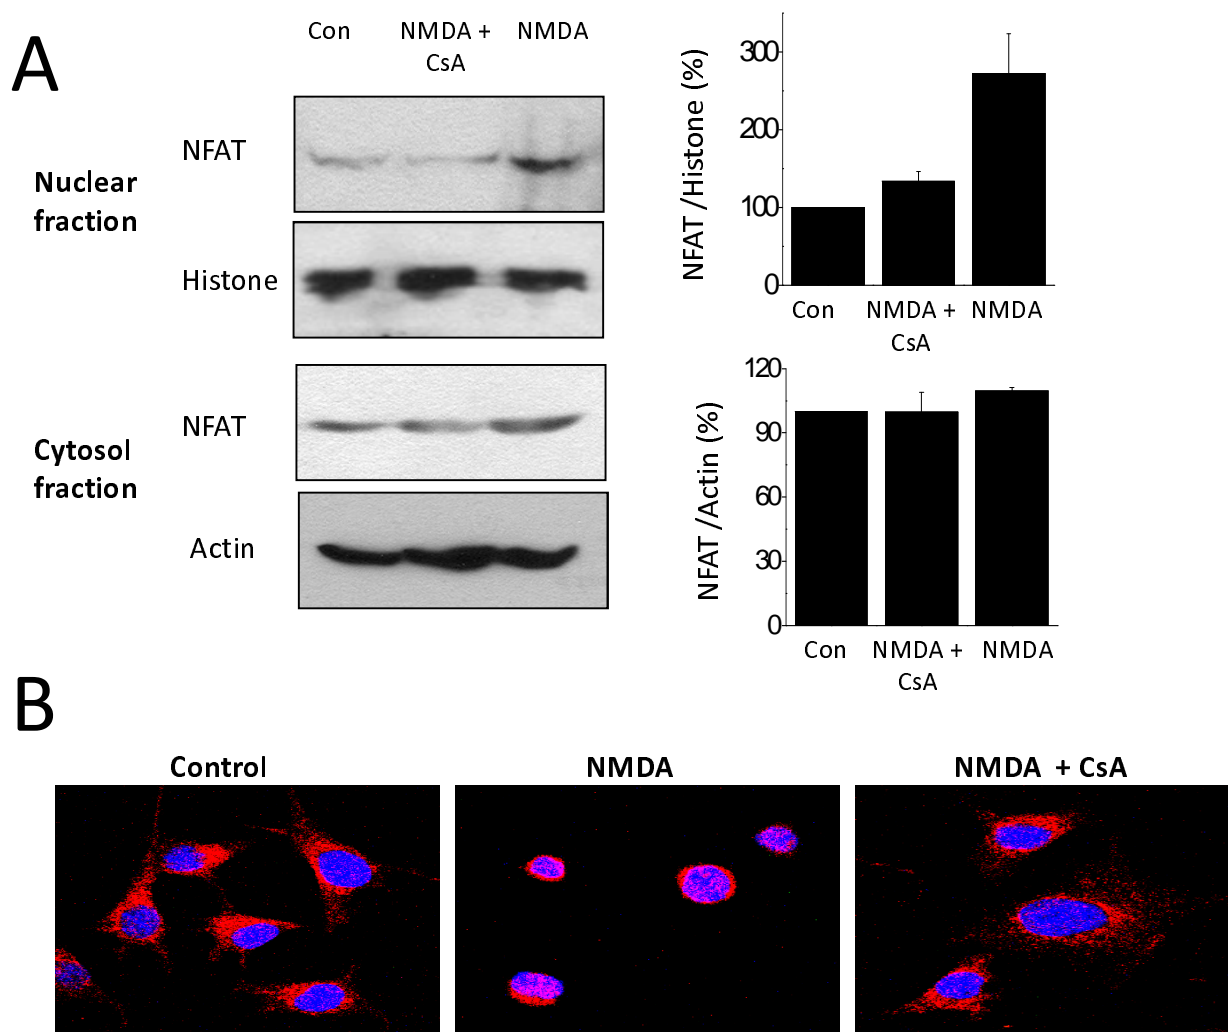 A
Con
NMDA +
CsA
NMDA
Nuclear
fraction
NFAT
Histone
Cytosol
fraction
NFAT
Actin
NFAT /Histone (%)
300
200
100
0
Con
NMDA +
CsA
NMDA
NFAT /Actin (%)
120
90
60
30
0
Con
NMDA +
CsA
NMDA
B
Control
NMDA
NMDA + CsA